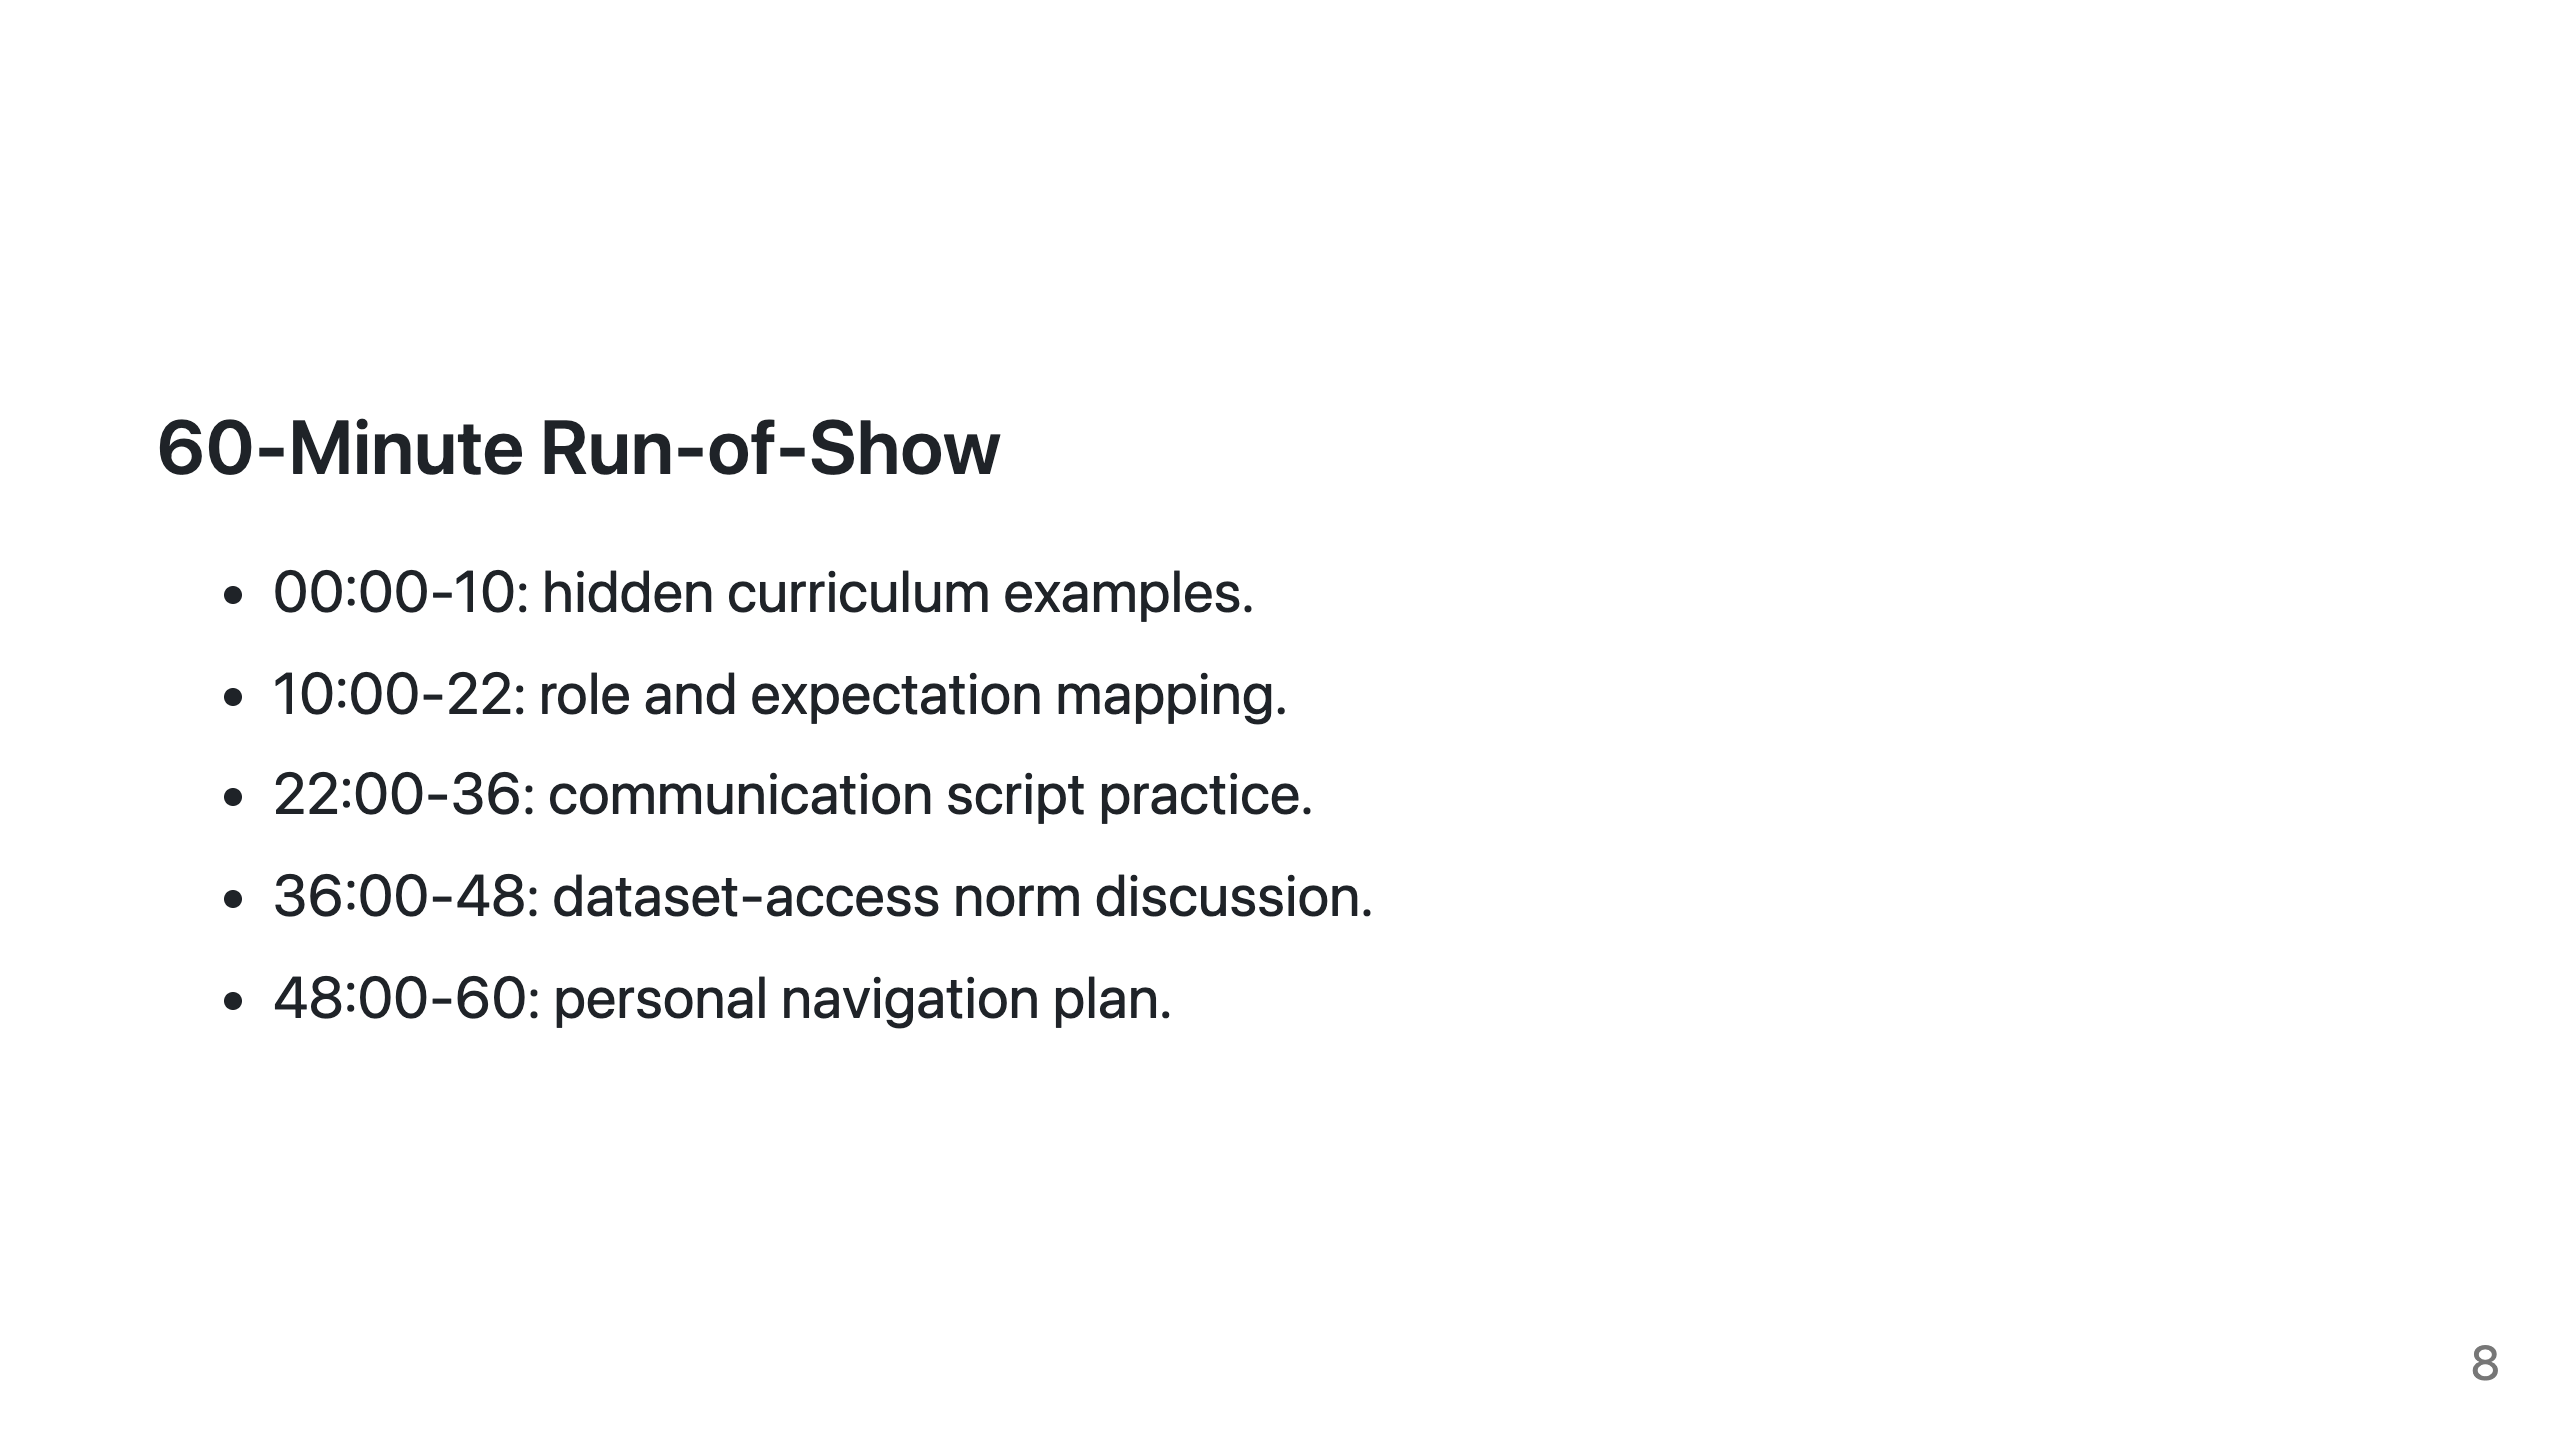 60-Minute Run-of-Show
• 00:00-10: hidden curriculum examples.
• 10:00-22: role and expectation mapping.
• 22:00-36: communication script practice.
• 36:00-48: dataset-access norm discussion.
• 48:00-60: personal navigation plan.
8